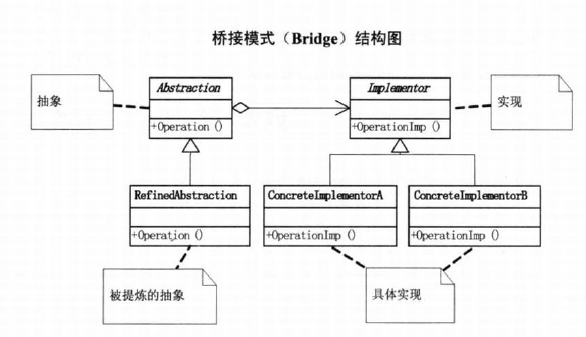 桥接模式（Bridge）结构图
抽象
Abstraction
+Operation ()
Implementor
+OperationImp ()
实现
RefinedAbstraction
+Operation ()
ConcreteImplementorA
+OperationImp ()
ConcreteImplementorB
+OperationImp ()
被提炼的抽象
具体实现